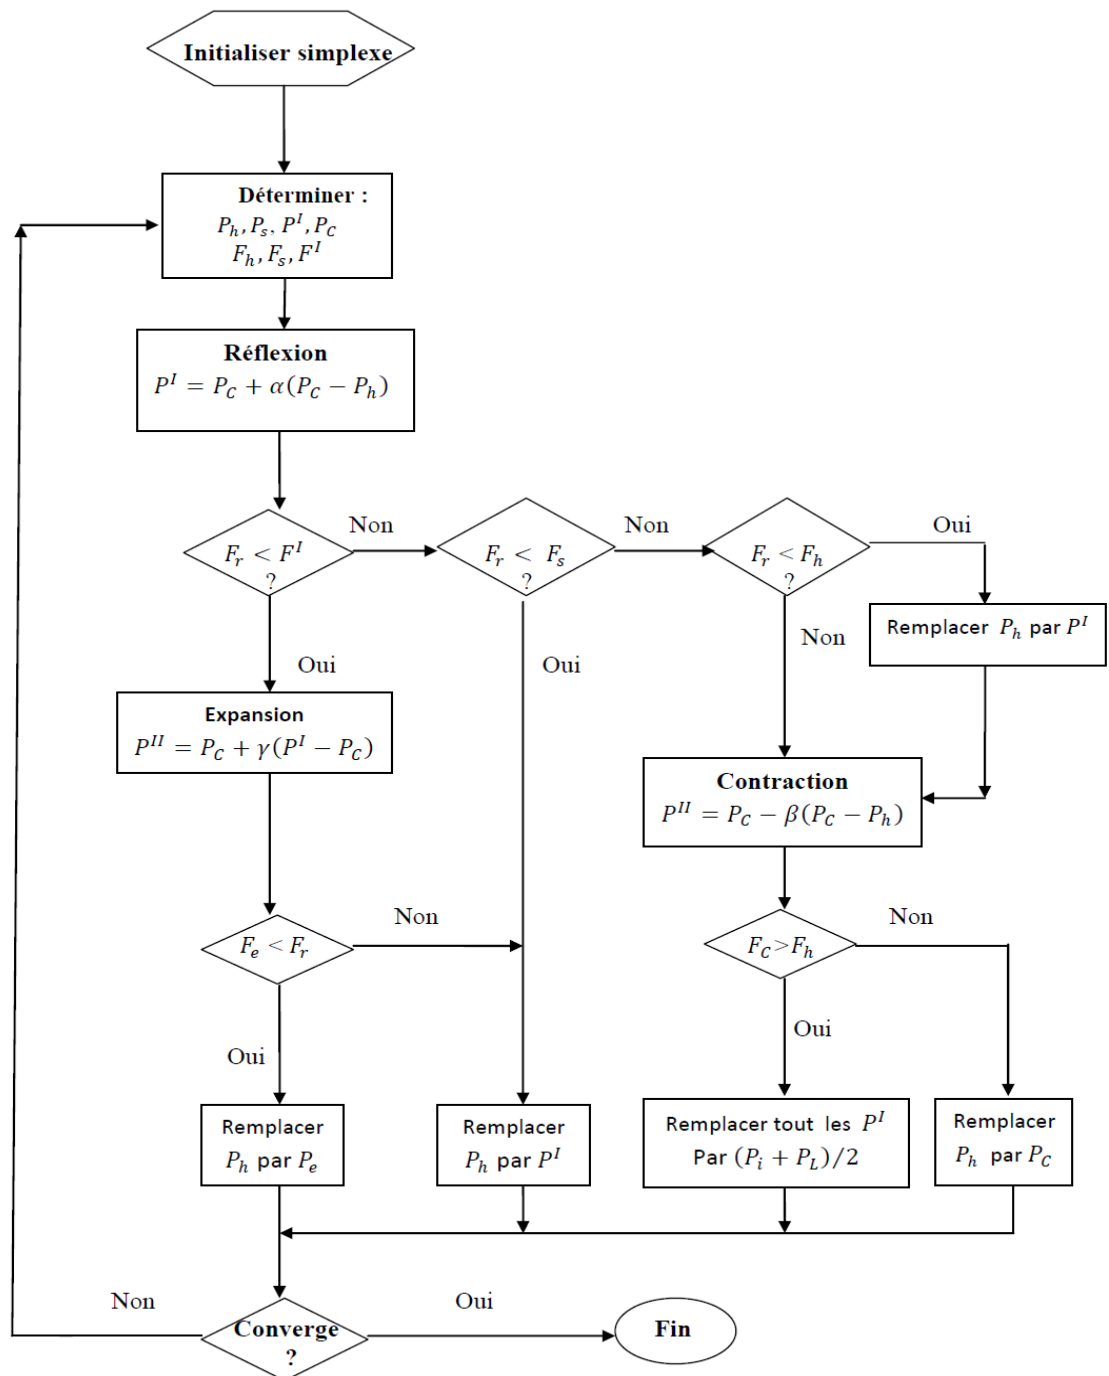 Initialiser simplexe
Déterminer :
P_h, P_s, P^I, P_C
F_h, F_s, F^I
Réflexion
P^I = P_C + α(P_C − P_h)
F_r < F^I
?
Non
F_r < F_s
?
Non
F_r < F_h
?
Oui
Remplacer P_h par P^I
Non
Oui
Oui
Expansion
P^{II} = P_C + γ(P^I − P_C)
Contraction
P^{II} = P_C − β(P_C − P_h)
F_e < F_r
Non
F_C>F_h
Non
Oui
Oui
Remplacer
P_h par P_e
Remplacer
P_h par P^I
Remplacer tout les P^I
Par (P_i + P_L)/2
Remplacer
P_h par P_C
Non
Converge
?
Oui
Fin